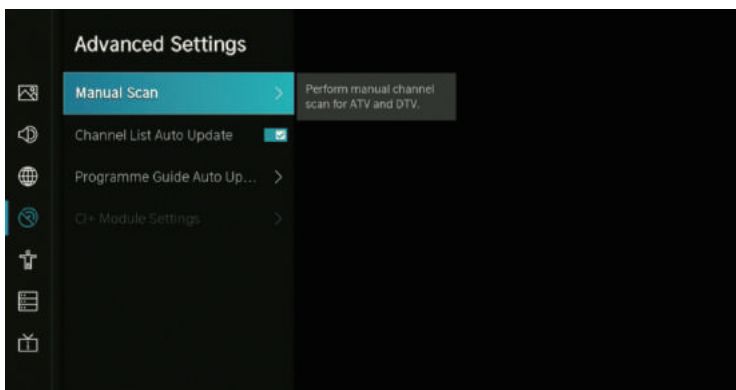 Advanced Settings
Manual Scan
Perform manual channel
scan for ATV and DTV.
Channel List Auto Update
Programme Guide Auto Up...
CI+ Module Settings